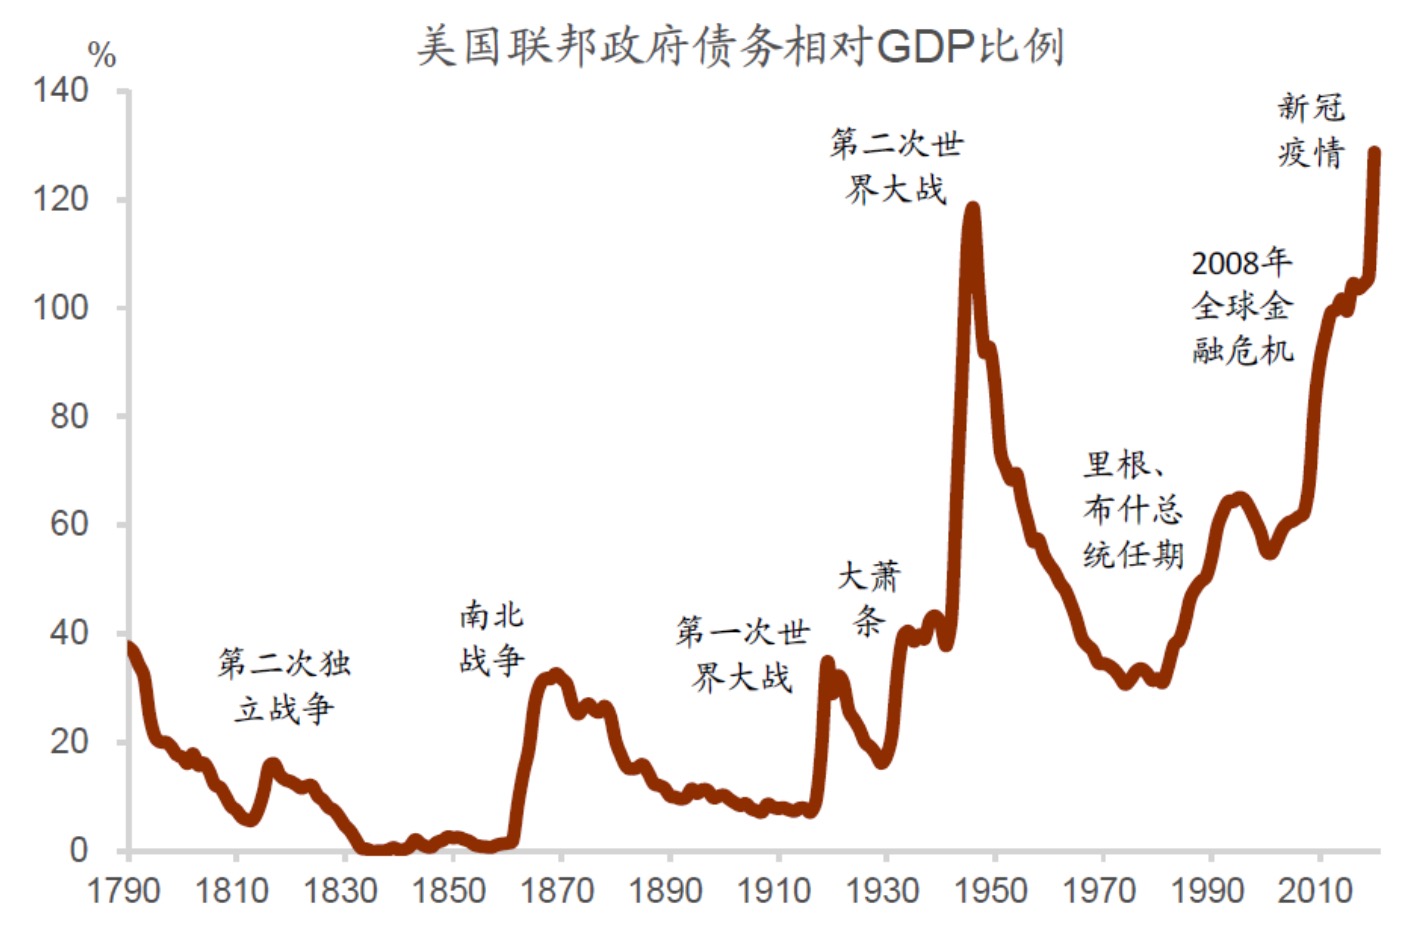 美国联邦政府债务相对GDP比例
%
140
120
100
80
60
40
20
0
第二次独
立战争
南北
战争
第一次世
界大战
大萧
条
第二次世
界大战
里根、
布什总
统任期
2008年
全球金
融危机
新冠
疫情
1790 1810 1830 1850 1870 1890 1910 1930 1950 1970 1990 2010